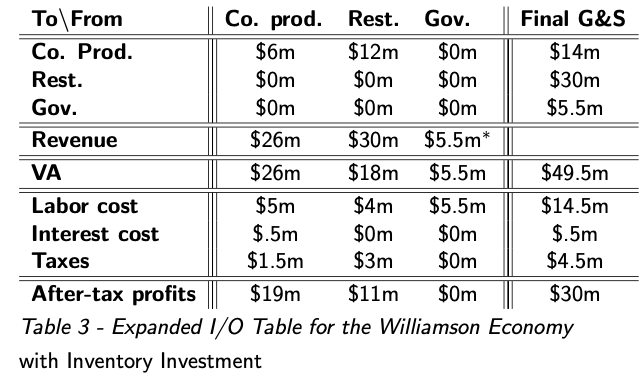 To\From Co. prod. Rest. Gov. Final G&S
Co. Prod. $6m $12m $0m $14m
Rest. $0m $0m $0m $30m
Gov. $0m $0m $0m $5.5m
Revenue $26m $30m $5.5m*
VA $26m $18m $5.5m $49.5m
Labor cost $5m $4m $5.5m $14.5m
Interest cost $.5m $0m $0m $.5m
Taxes $1.5m $3m $0m $4.5m
After-tax profits $19m $11m $0m $30m
Table 3 - Expanded I/O Table for the Williamson Economy
with Inventory Investment